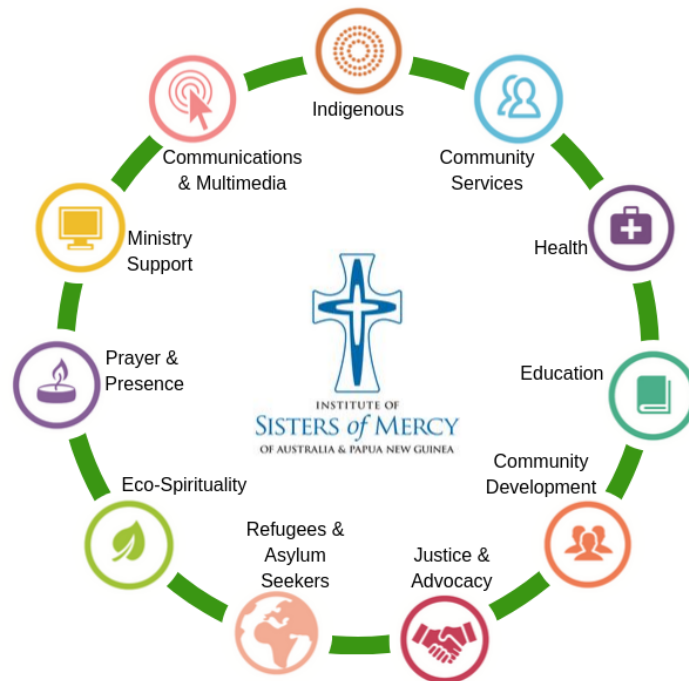 Indigenous
Communications
& Multimedia
Community
Services
Ministry
Support
Health
Prayer &
Presence
Education
INSTITUTE OF
SISTERS of MERCY
OF AUSTRALIA & PAPUA NEW GUINEA
Eco-Spirituality
Community
Development
Refugees &
Asylum
Seekers
Justice &
Advocacy